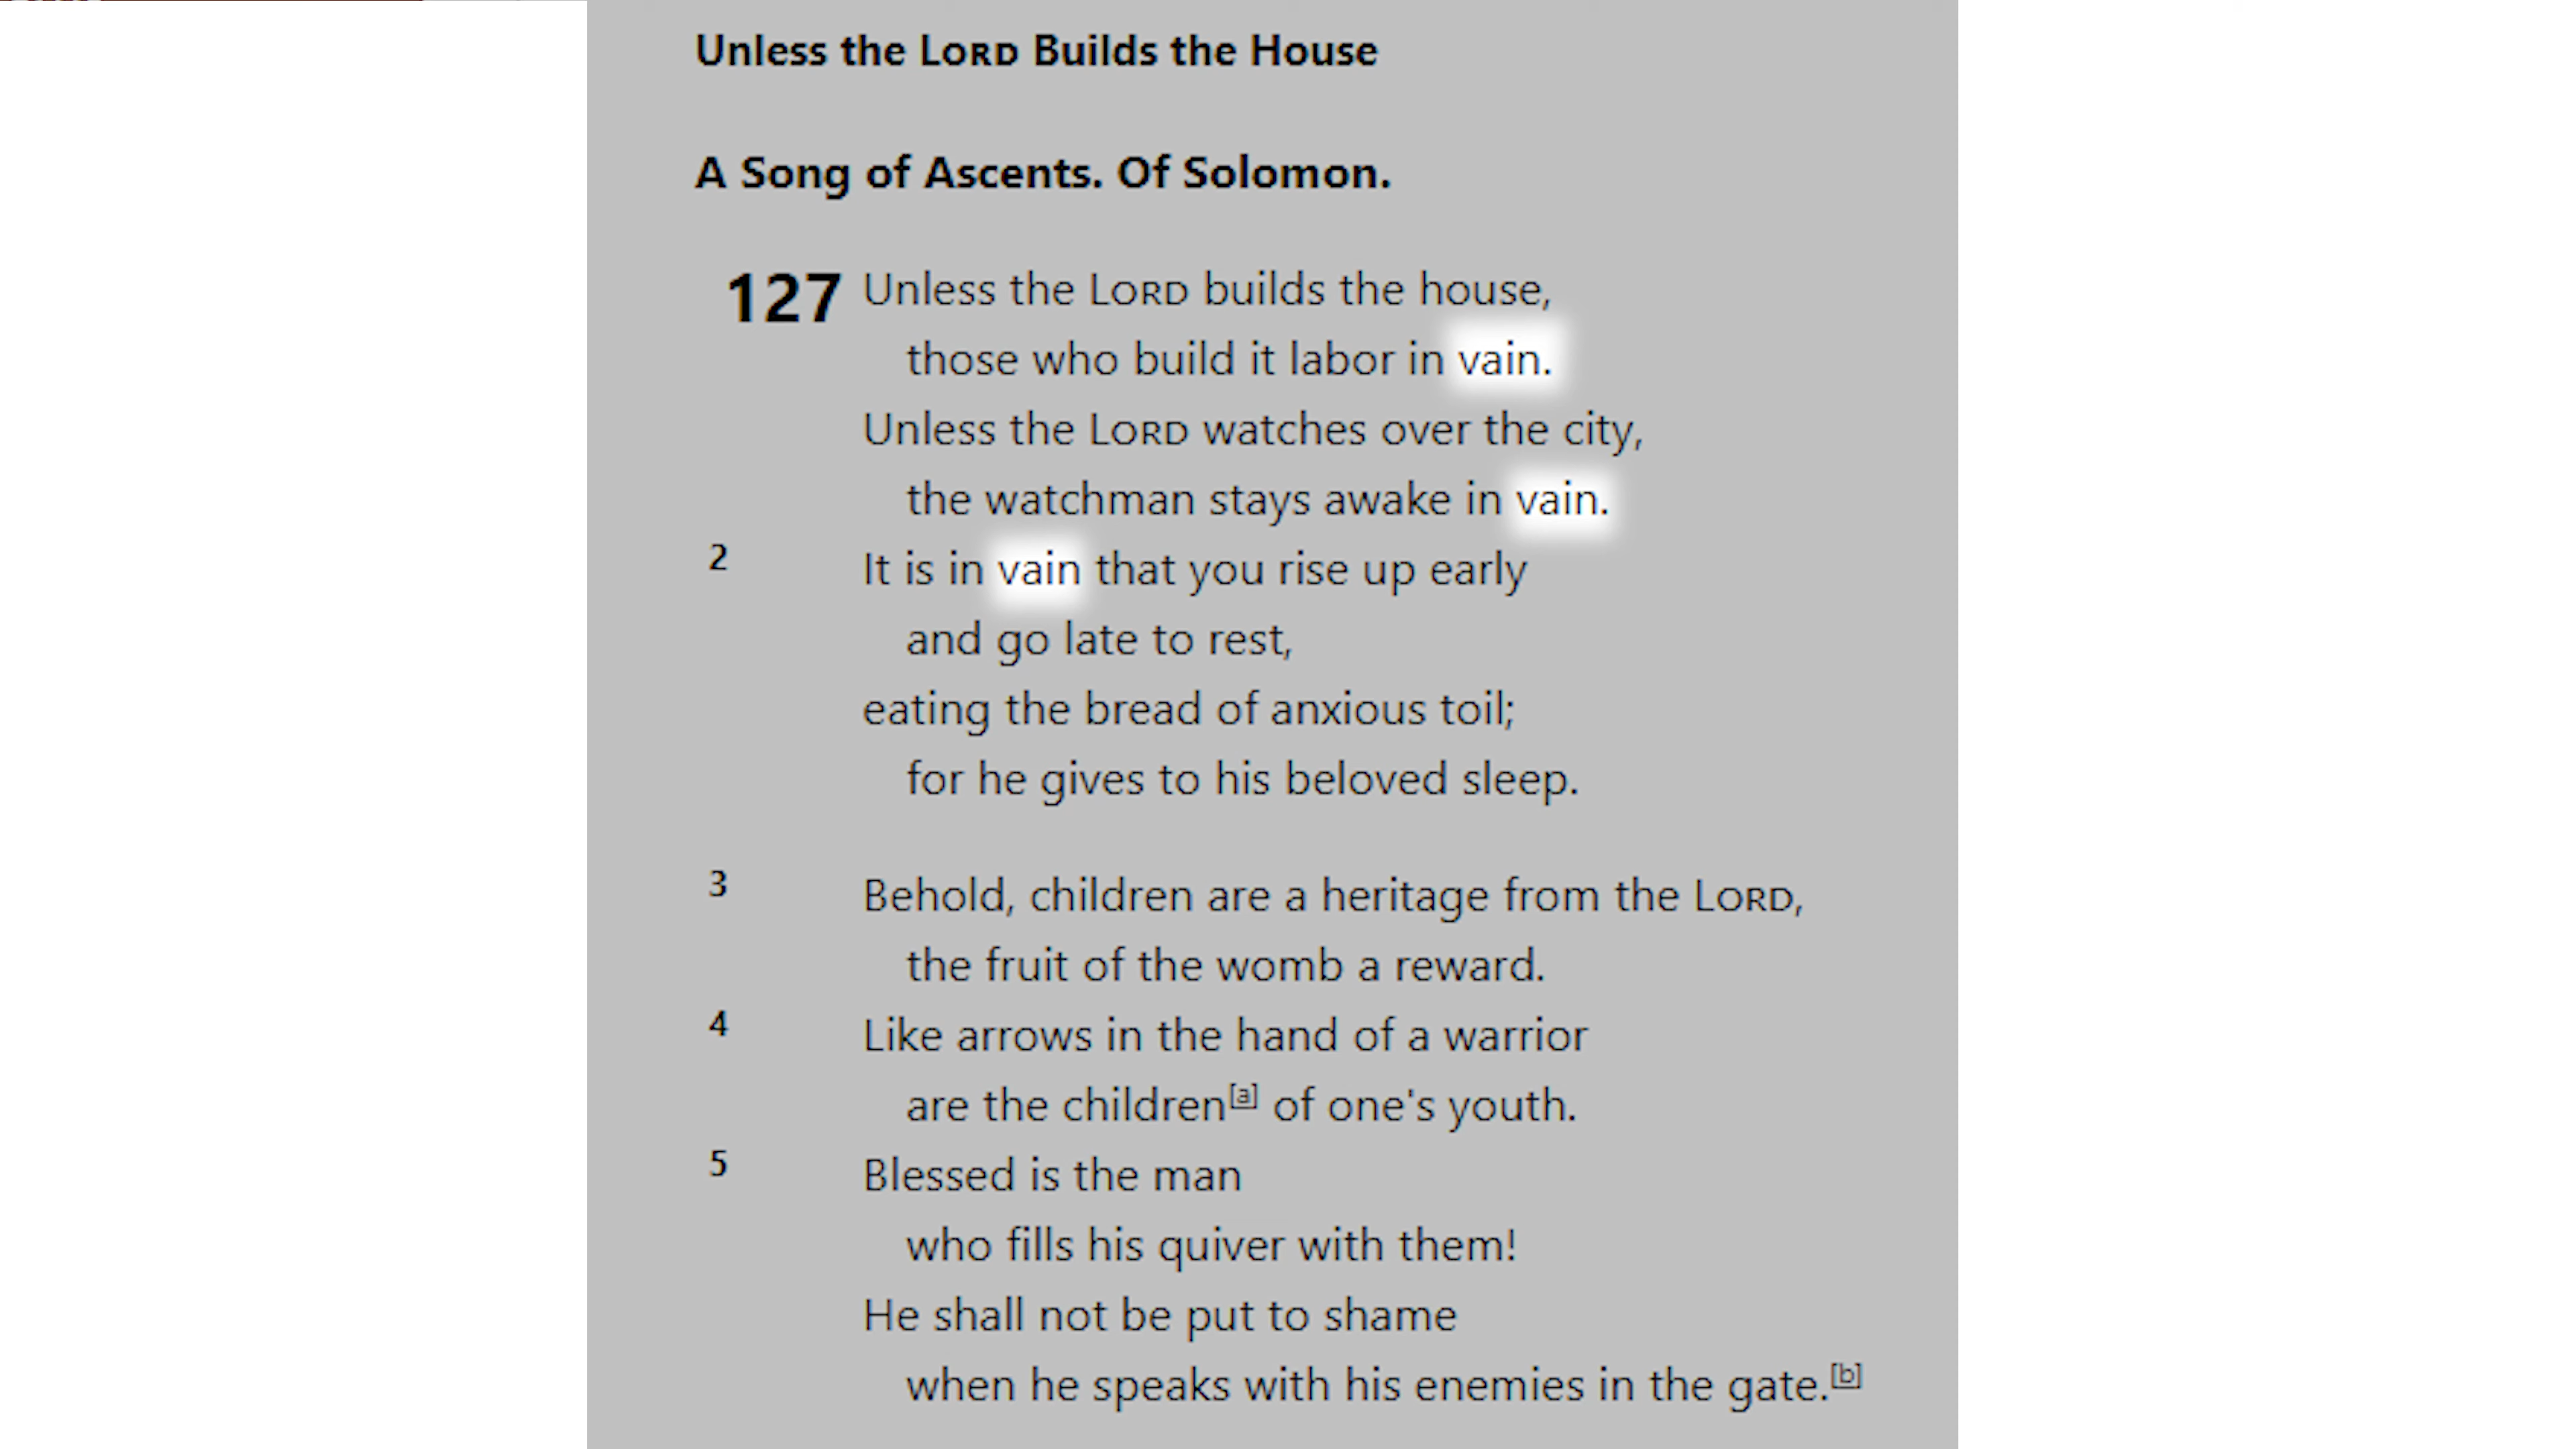 Unless the LORD Builds the House
A Song of Ascents. Of Solomon.
127 Unless the LORD builds the house,
those who build it labor in vain.
Unless the LORD watches over the city,
the watchman stays awake in vain.
2 It is in vain that you rise up early
and go late to rest,
eating the bread of anxious toil;
for he gives to his beloved sleep.
3 Behold, children are a heritage from the LORD,
the fruit of the womb a reward.
4 Like arrows in the hand of a warrior
are the children[a] of one's youth.
5 Blessed is the man
who fills his quiver with them!
He shall not be put to shame
when he speaks with his enemies in the gate.[b]